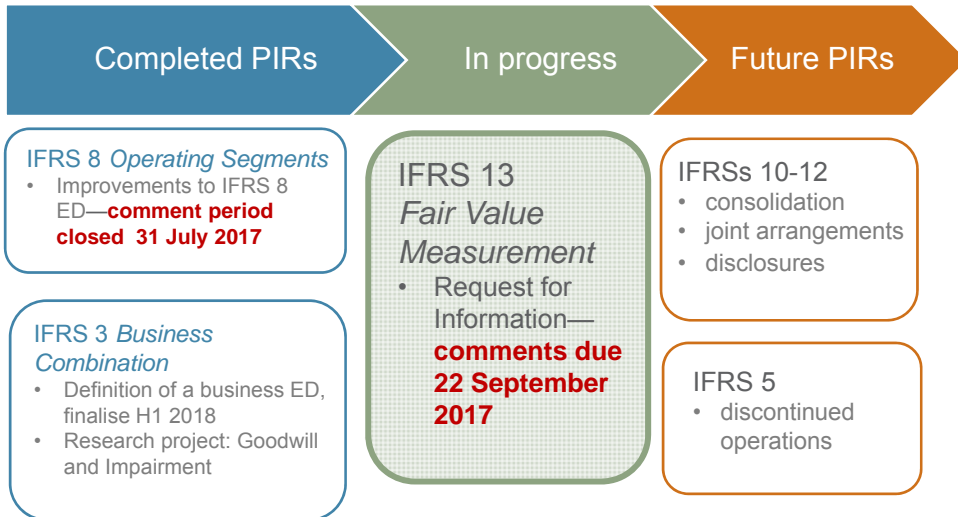 Completed PIRs
In progress
Future PIRs
IFRS 8 Operating Segments
• Improvements to IFRS 8
ED—comment period
closed 31 July 2017
IFRS 3 Business
Combination
• Definition of a business ED,
finalise H1 2018
• Research project: Goodwill
and Impairment
IFRS 13
Fair Value
Measurement
• Request for
Information—
comments due
22 September
2017
IFRSs 10-12
• consolidation
• joint arrangements
• disclosures
IFRS 5
• discontinued
operations